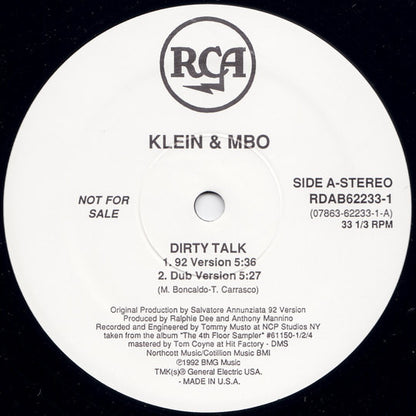 RCA
KLEIN & MBO
NOT FOR
SALE
SIDE A-STEREO
RDAB62233-1
(07863-62233-1-A)
33 1/3 RPM
DIRTY TALK
1. 92 Version 5:36
2. Dub Version 5:27
(M. Boncaldo-T. Carrasco)
Original Production by Salvatore Annunziata 92 Version
Produced by Ralphie Dee and Anthony Mannino
Recorded and Engineered by Tommy Musto at NCP Studios NY
taken from the album "The 4th Floor Sampler" #61150-1/2/4
mastered by Tom Coyne at Hit Factory - DMS
Northcott Music/Cotillion Music BMI
℗1992 BMG Music
TMK(s)® General Electric USA.
- MADE IN U.S.A.